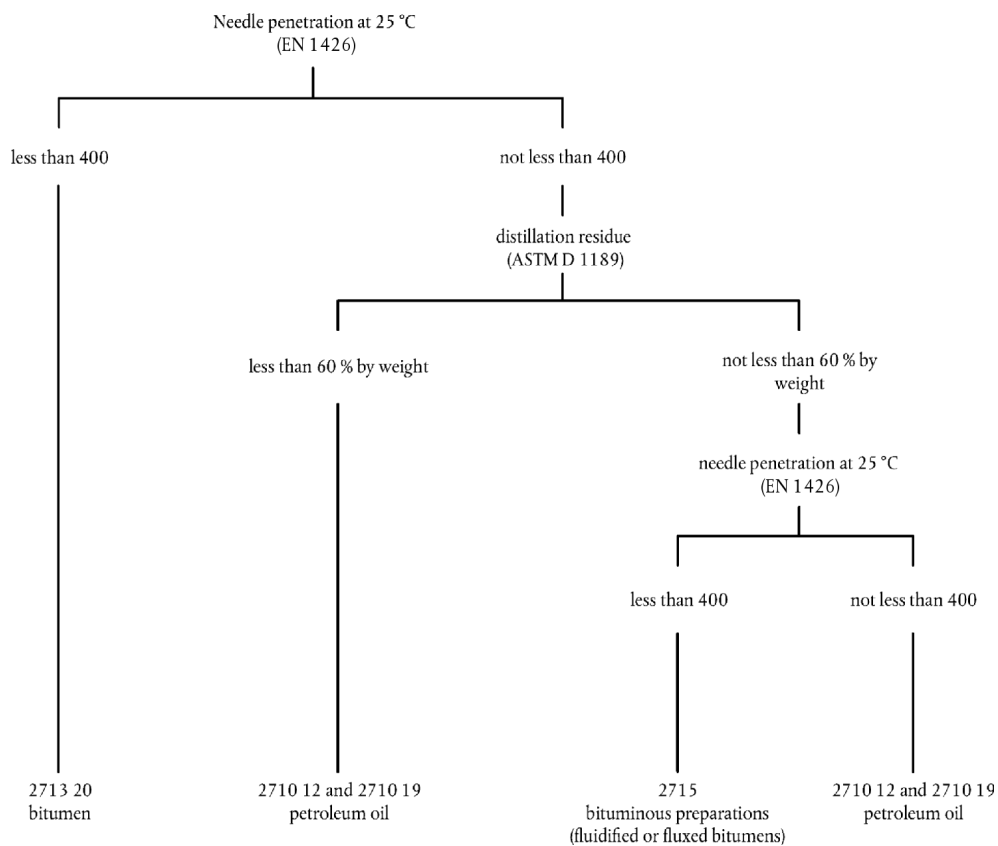 Needle penetration at 25 °C
(EN 1426)
less than 400
not less than 400
distillation residue
(ASTM D 1189)
less than 60 % by weight
not less than 60 % by
weight
needle penetration at 25 °C
(EN 1426)
less than 400
not less than 400
2713 20
bitumen
2710 12 and 2710 19
petroleum oil
2715
bituminous preparations
(fluidified or fluxed bitumens)
2710 12 and 2710 19
petroleum oil